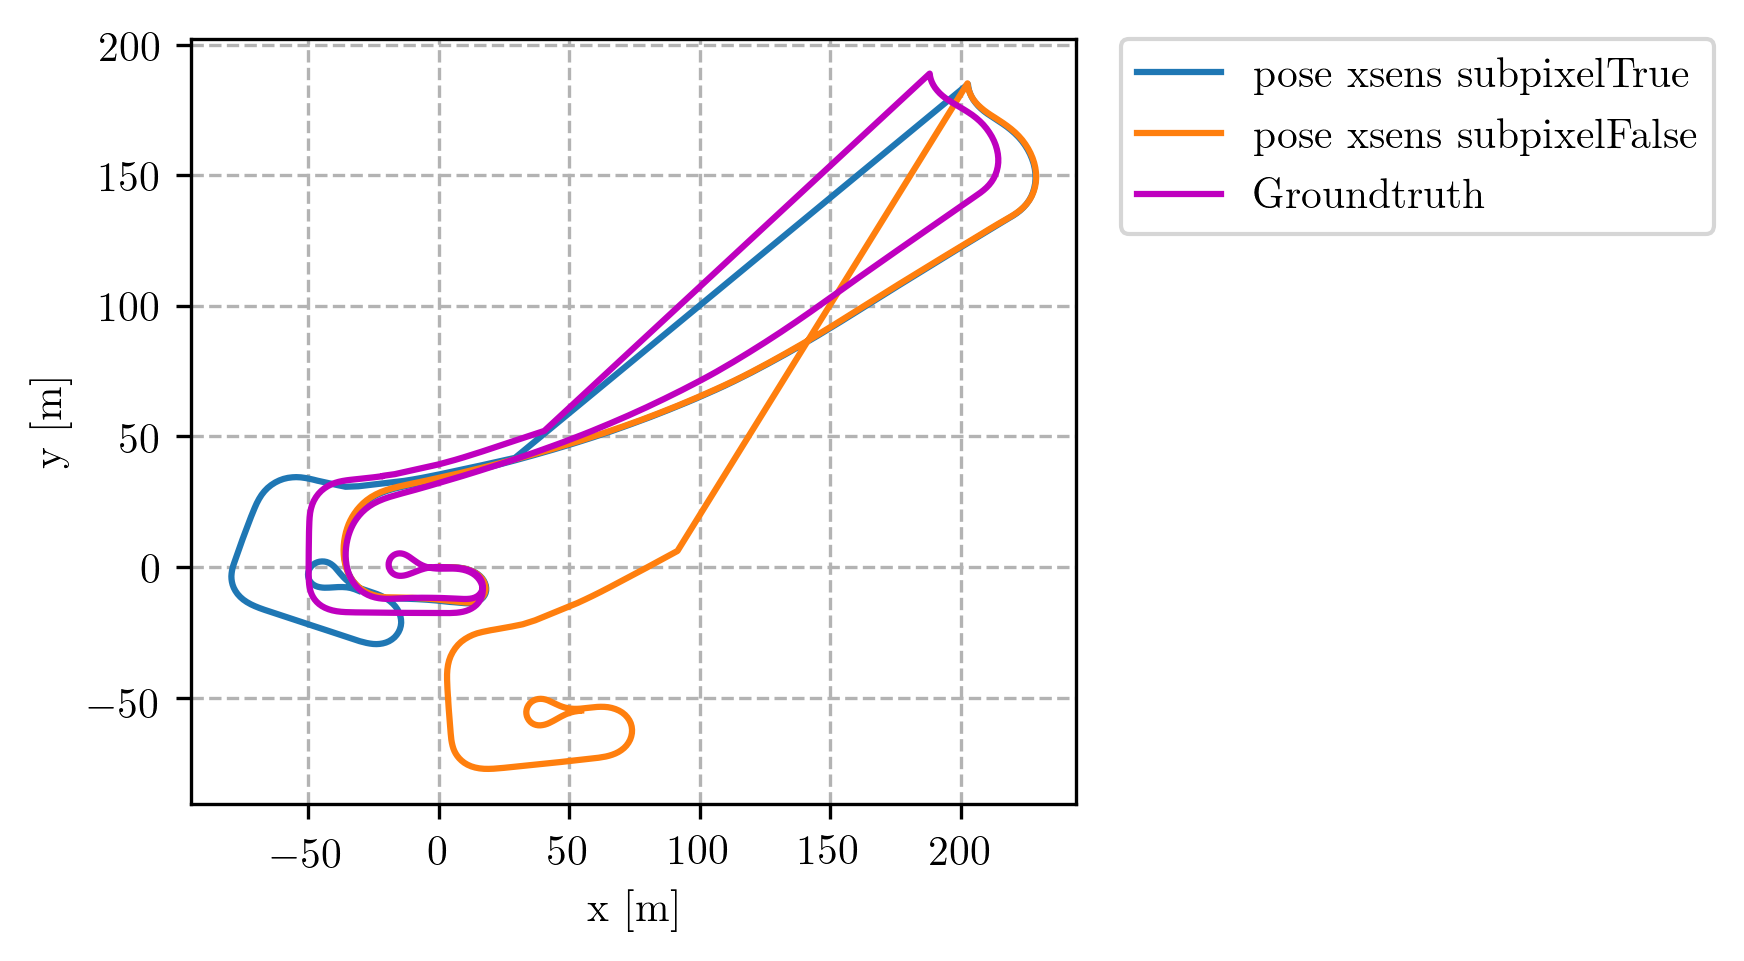 200
150
100
50
0
−50
y [m]
−50 0 50 100 150 200
x [m]
pose xsens subpixelTrue
pose xsens subpixelFalse
Groundtruth